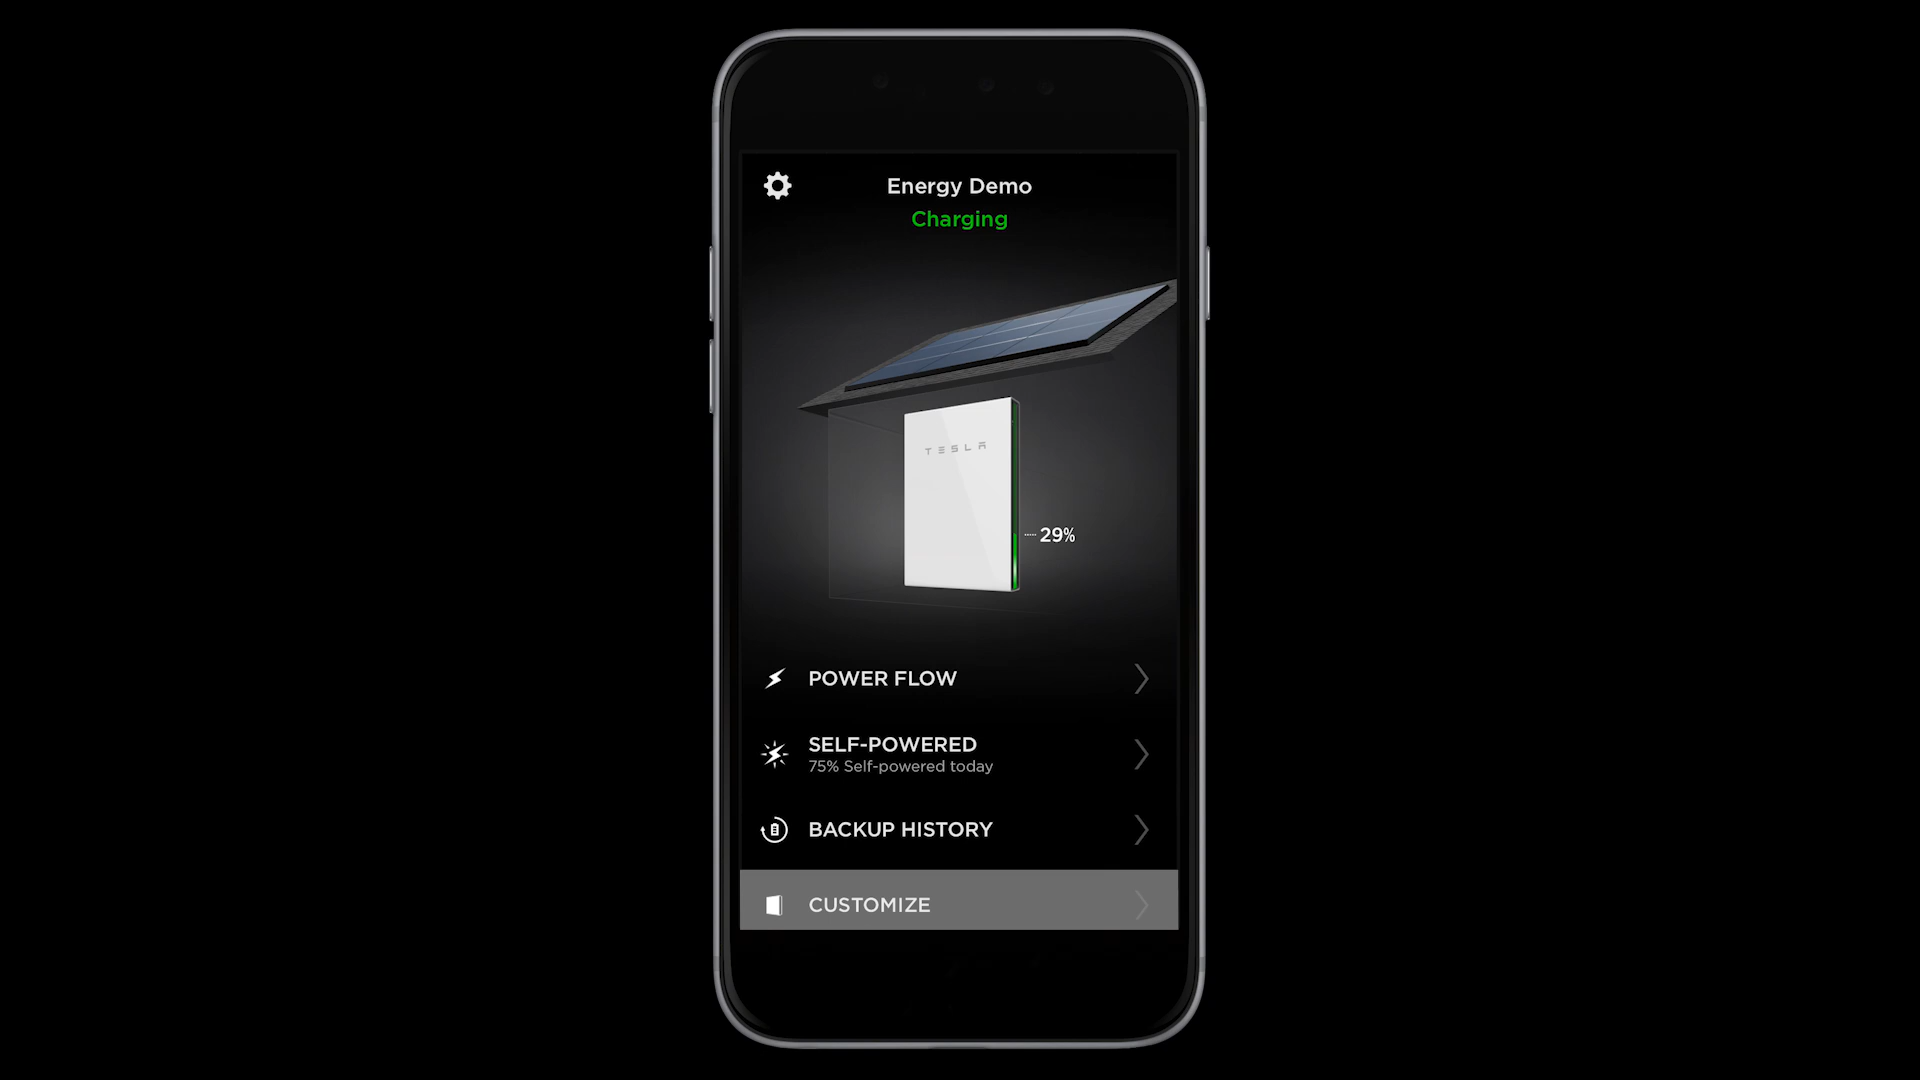 Energy Demo
Charging
TESLA
29%
POWER FLOW
SELF-POWERED
75% Self-powered today
BACKUP HISTORY
CUSTOMIZE